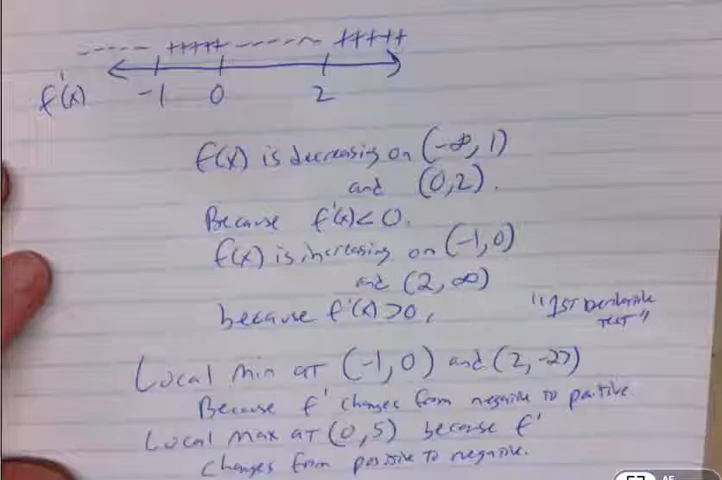 ----- +++++ ------ +++++
f'(x) -1 0 2
f(x) is decreasing on (-∞, 1)
and (0,2).
Because f'(x)<0.
f(x) is increasing on (-1,0)
and (2,∞)
because f'(x)>0,
"1ST Derivative
TEST"
Local min at (-1,0) and (2,-27)
Because f' changes from negative to positive
Local max at (0,5) because f'
changes from positive to negative.